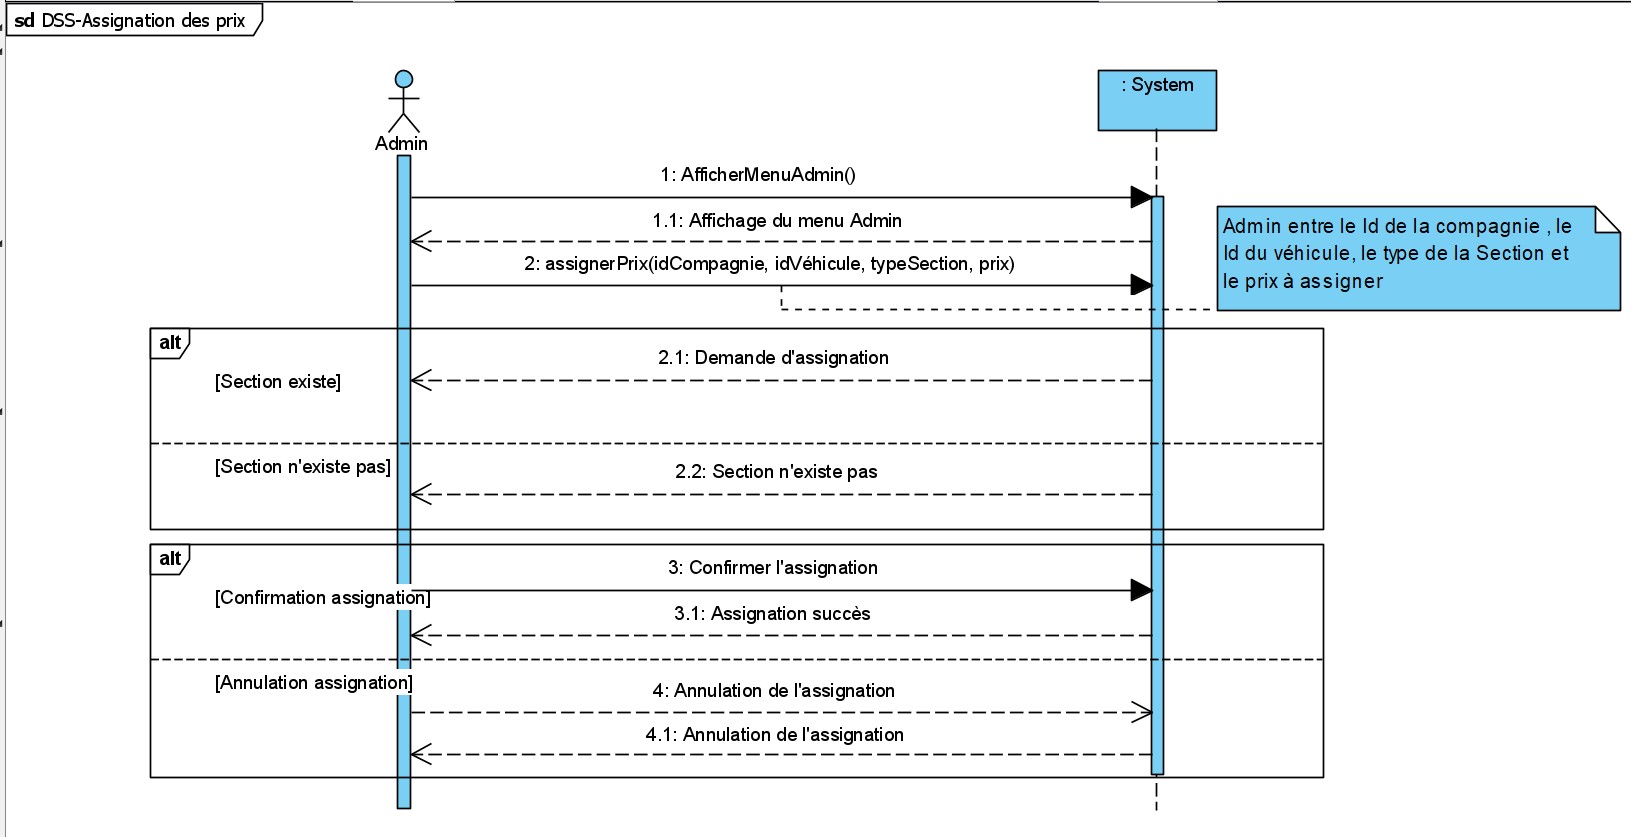 sd DSS-Assignation des prix
Admin
: System
1: AfficherMenuAdmin()
1.1: Affichage du menu Admin
2: assignerPrix(idCompagnie, idVéhicule, typeSection, prix)
Admin entre le Id de la compagnie , le
Id du véhicule, le type de la Section et
le prix à assigner
alt
2.1: Demande d'assignation
[Section existe]
[Section n'existe pas]
2.2: Section n'existe pas
alt
3: Confirmer l'assignation
[Confirmation assignation]
3.1: Assignation succès
[Annulation assignation]
4: Annulation de l'assignation
4.1: Annulation de l'assignation